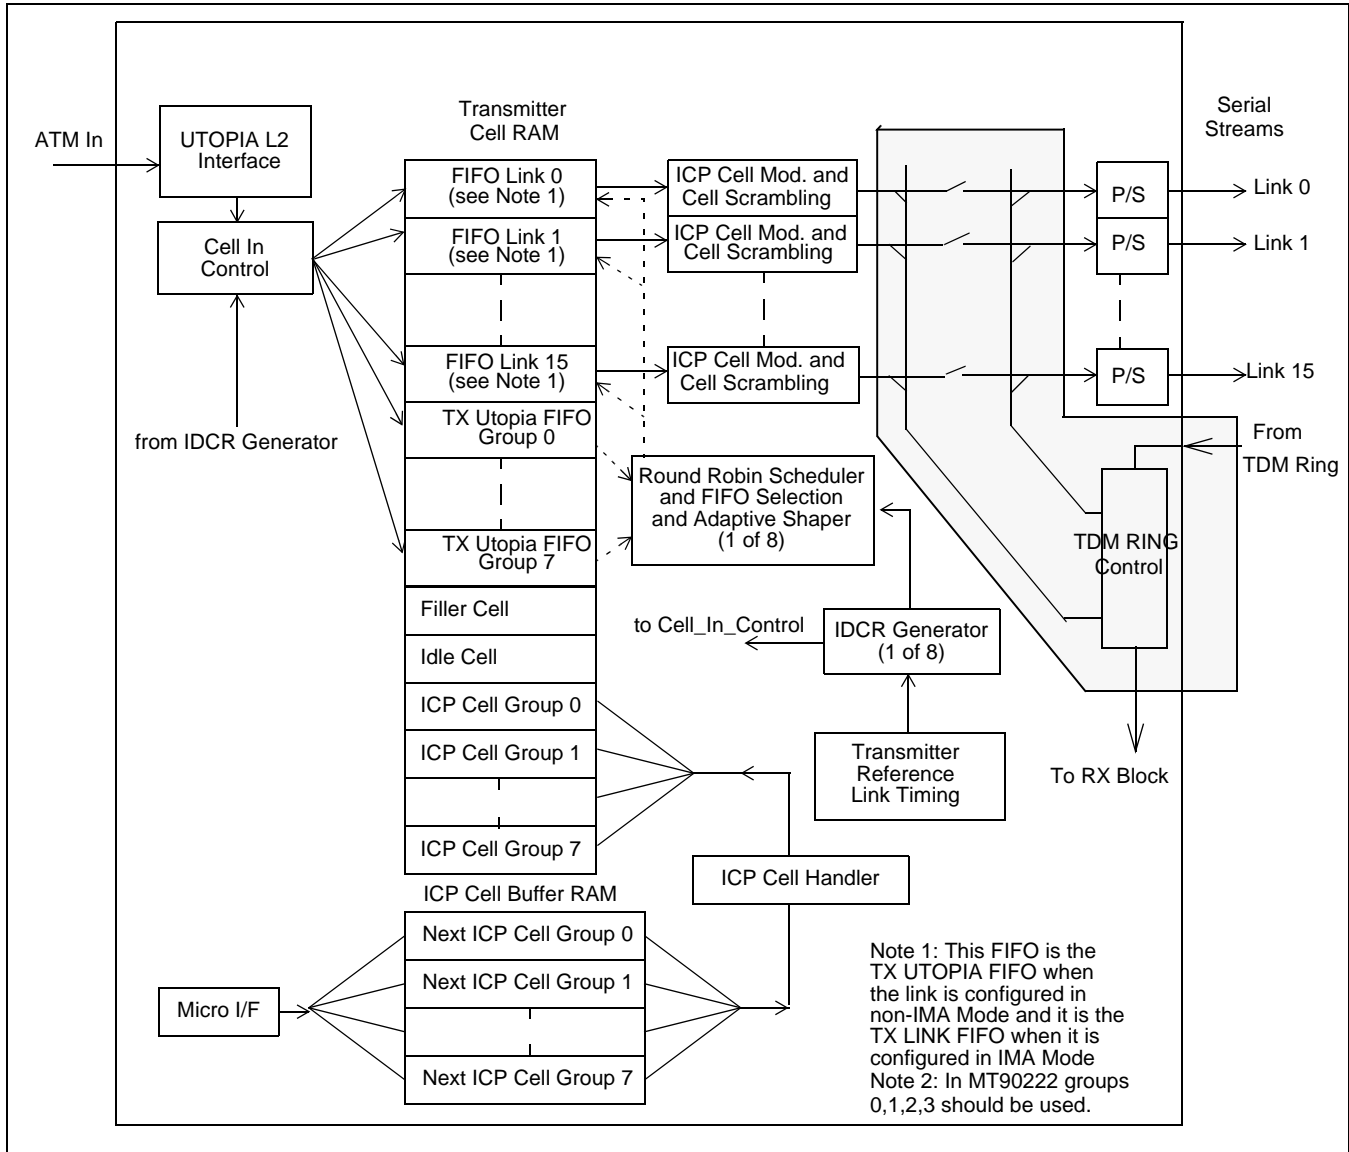 Transmitter
Cell RAM
Serial
Streams
ATM In
UTOPIA L2
Interface
FIFO Link 0
(see Note 1)
ICP Cell Mod. and
Cell Scrambling
P/S
Link 0
Cell In
Control
FIFO Link 1
(see Note 1)
ICP Cell Mod. and
Cell Scrambling
P/S
Link 1
FIFO Link 15
(see Note 1)
ICP Cell Mod. and
Cell Scrambling
P/S
Link 15
from IDCR Generator
TX Utopia FIFO
Group 0
From
TDM Ring
Round Robin Scheduler
and FIFO Selection
and Adaptive Shaper
(1 of 8)
TX Utopia FIFO
Group 7
TDM RING
Control
Filler Cell
to Cell_In_Control
IDCR Generator
(1 of 8)
Idle Cell
ICP Cell Group 0
ICP Cell Group 1
Transmitter
Reference
Link Timing
To RX Block
ICP Cell Group 7
ICP Cell Handler
ICP Cell Buffer RAM
Next ICP Cell Group 0
Next ICP Cell Group 1
Micro I/F
Next ICP Cell Group 7
Note 1: This FIFO is the
TX UTOPIA FIFO when
the link is configured in
non-IMA Mode and it is the
TX LINK FIFO when it is
configured in IMA Mode
Note 2: In MT90222 groups
0,1,2,3 should be used.